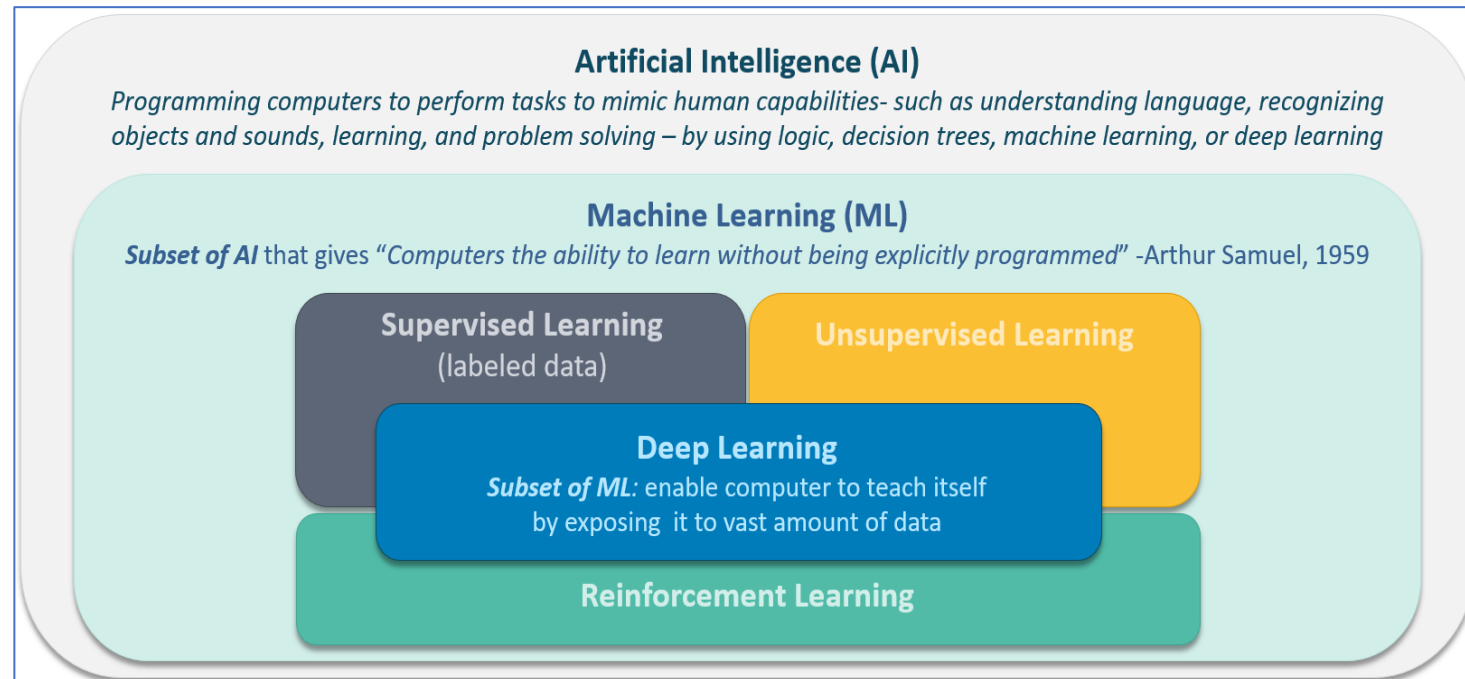 Artificial Intelligence (AI)
Programming computers to perform tasks to mimic human capabilities- such as understanding language, recognizing
objects and sounds, learning, and problem solving – by using logic, decision trees, machine learning, or deep learning
Machine Learning (ML)
Subset of AI that gives “Computers the ability to learn without being explicitly programmed” -Arthur Samuel, 1959
Supervised Learning
(labeled data)
Unsupervised Learning
Deep Learning
Subset of ML: enable computer to teach itself
by exposing it to vast amount of data
Reinforcement Learning